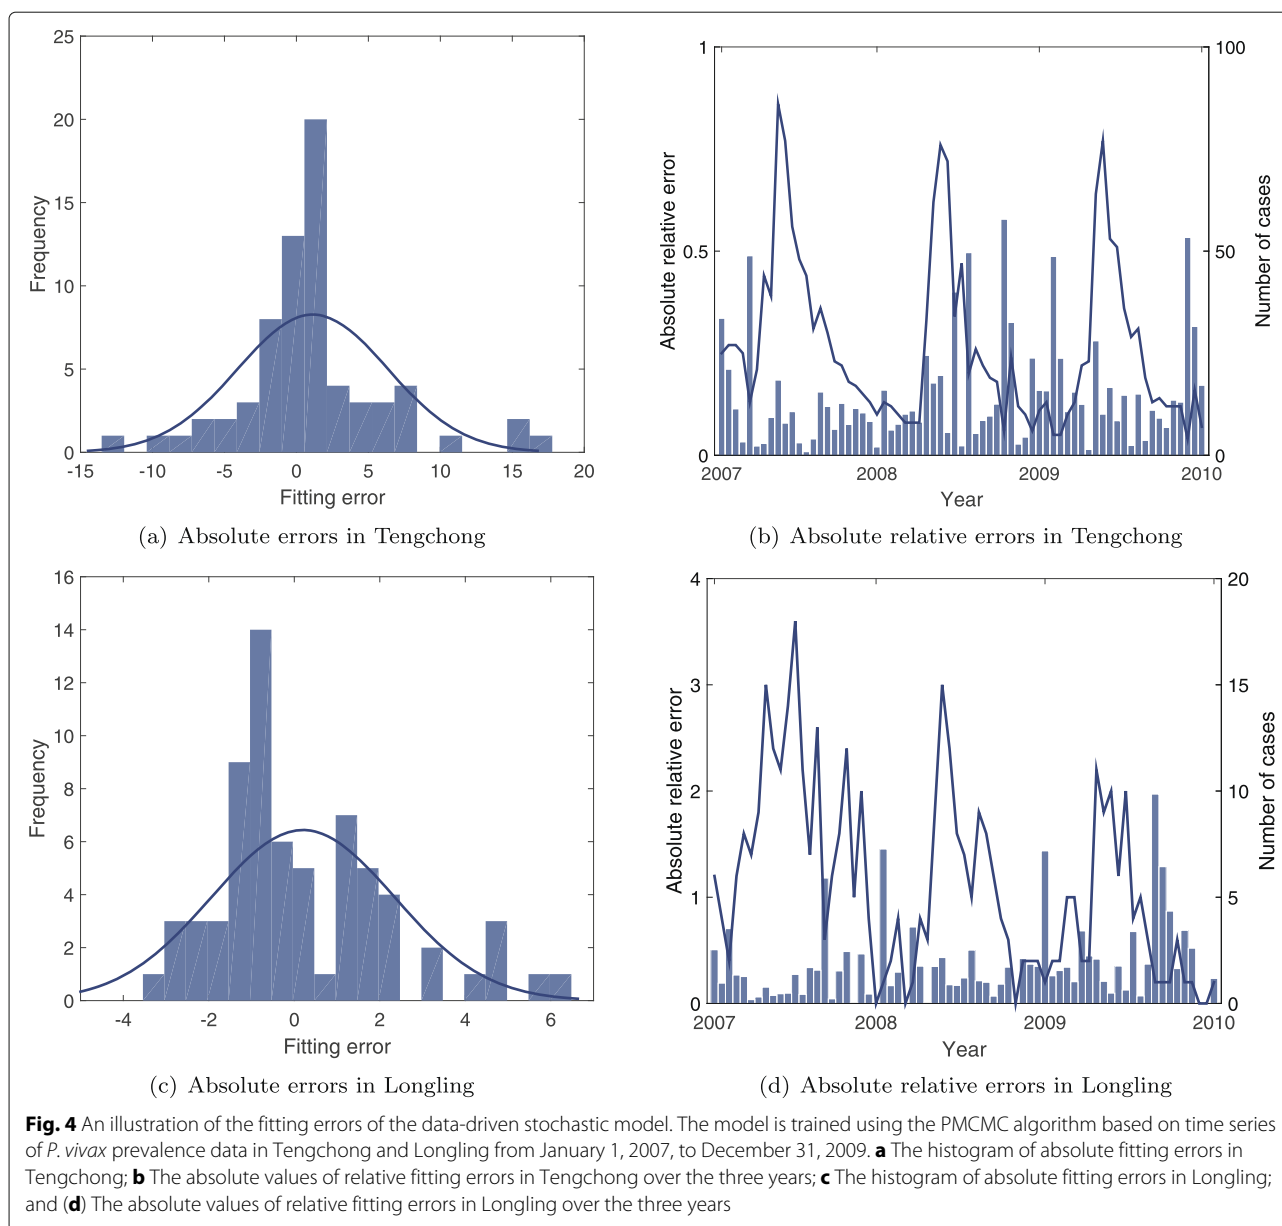 25
20
15
10
5
0
-15 -10 -5 0 5 10 15 20
Frequency
Fitting error
(a) Absolute errors in Tengchong
1
0.5
0
100
50
0
2007 2008 2009 2010
Absolute relative error
Number of cases
Year
(b) Absolute relative errors in Tengchong
16
14
12
10
8
6
4
2
0
-4 -2 0 2 4 6
Frequency
Fitting error
(c) Absolute errors in Longling
4
3
2
1
0
20
15
10
5
0
2007 2008 2009 2010
Absolute relative error
Number of cases
Year
(d) Absolute relative errors in Longling
Fig. 4 An illustration of the fitting errors of the data-driven stochastic model. The model is trained using the PMCMC algorithm based on time series
of P. vivax prevalence data in Tengchong and Longling from January 1, 2007, to December 31, 2009. a The histogram of absolute fitting errors in
Tengchong; b The absolute values of relative fitting errors in Tengchong over the three years; c The histogram of absolute fitting errors in Longling;
and (d) The absolute values of relative fitting errors in Longling over the three years